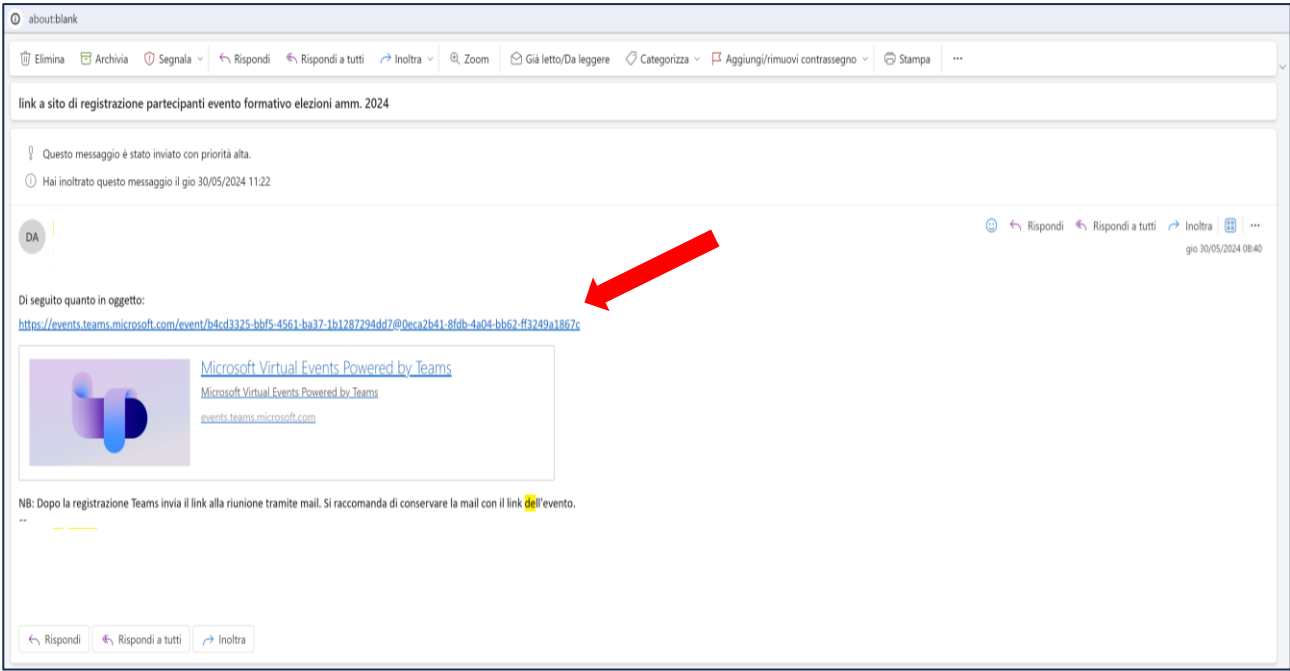 about:blank
Elimina Archivia Segnala Rispondi Rispondi a tutti Inoltra Zoom Già letto/Da leggere Categorizza Aggiungi/rimuovi contrassegno Stampa ...
link a sito di registrazione partecipanti evento formativo elezioni amm. 2024
Questo messaggio è stato inviato con priorità alta.
Hai inoltrato questo messaggio il gio 30/05/2024 11:22
DA
Rispondi Rispondi a tutti Inoltra ...
gio 30/05/2024 08:40
Di seguito quanto in oggetto:
https://events.teams.microsoft.com/event/b4cd3325-bbf5-4561-ba37-1b1287294dd7@0eca2b41-8fdb-4a04-bb62-ff3249a1867c
Microsoft Virtual Events Powered by Teams
Microsoft Virtual Events Powered by Teams
events.teams.microsoft.com
NB: Dopo la registrazione Teams invia il link alla riunione tramite mail. Si raccomanda di conservare la mail con il link dell'evento.
--
Rispondi Rispondi a tutti Inoltra